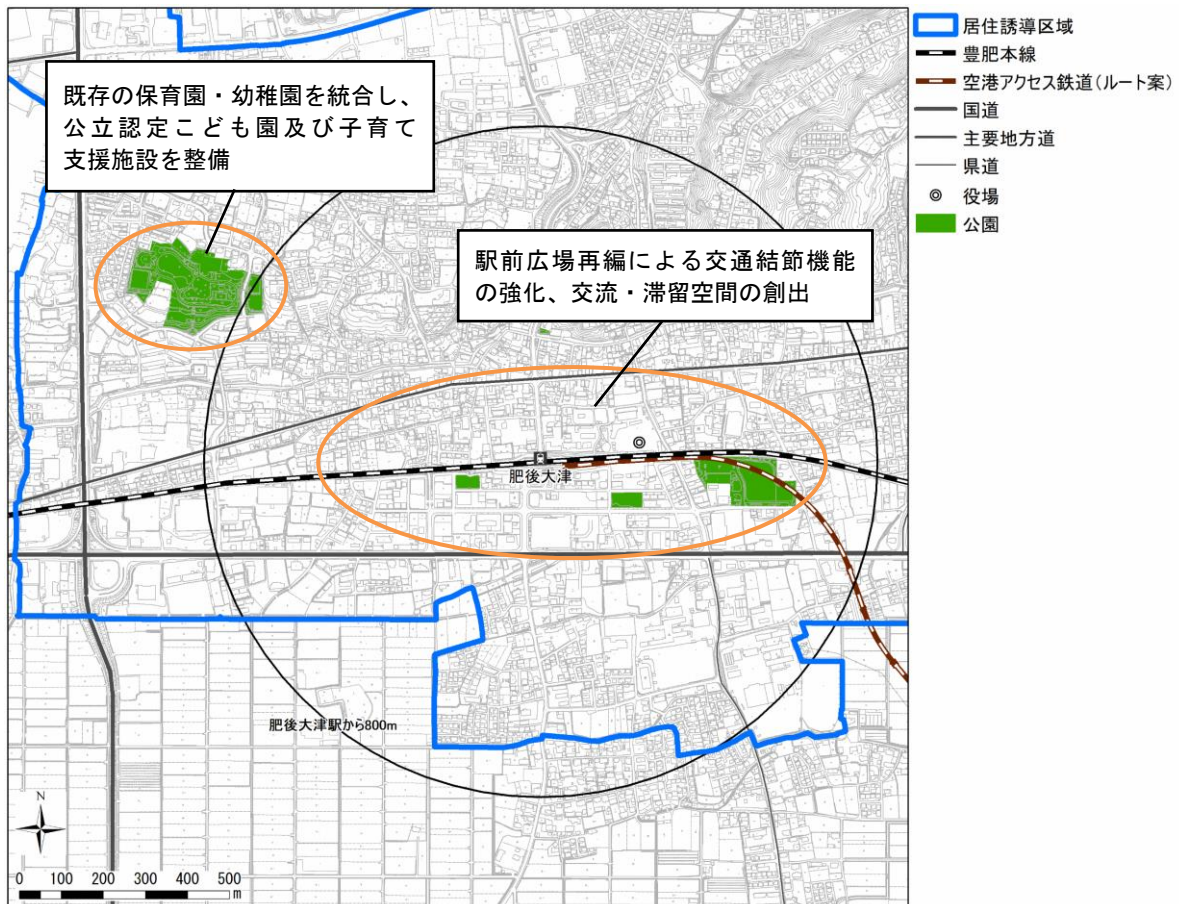 既存の保育園・幼稚園を統合し、
公立認定こども園及び子育て
支援施設を整備
駅前広場再編による交通結節機能
の強化、交流・滞留空間の創出
肥後大津
肥後大津駅から800m
N
0 100 200 300 400 500
m
居住誘導区域
豊肥本線
空港アクセス鉄道(ルート案)
国道
主要地方道
県道
役場
公園